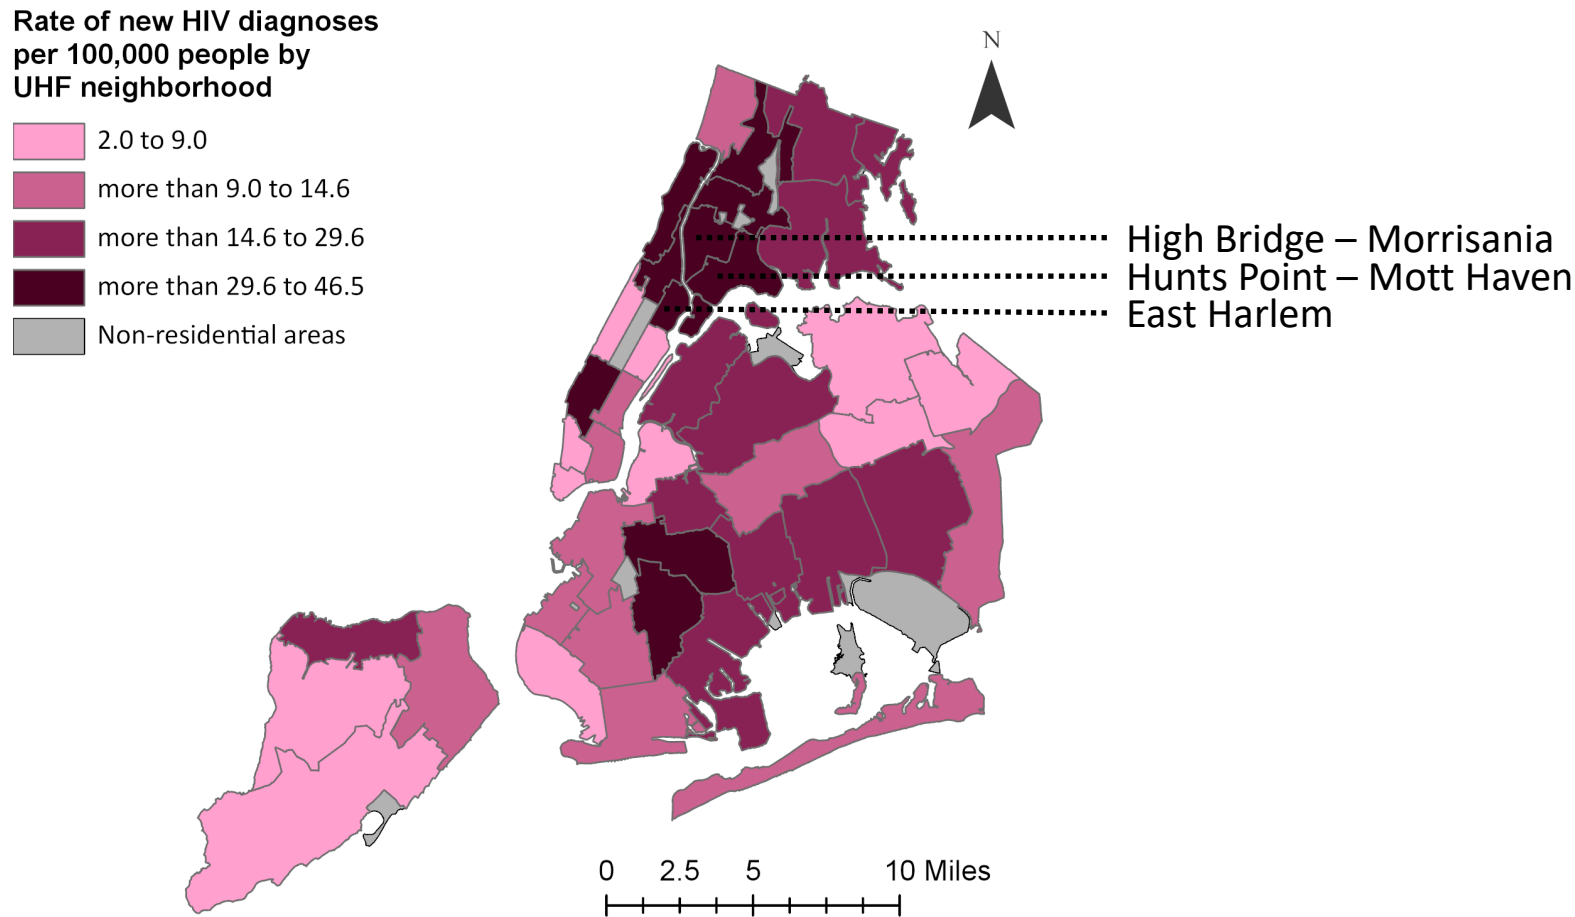 Rate of new HIV diagnoses
per 100,000 people by
UHF neighborhood
2.0 to 9.0
more than 9.0 to 14.6
more than 14.6 to 29.6
more than 29.6 to 46.5
Non-residential areas
N
High Bridge – Morrisania
Hunts Point – Mott Haven
East Harlem
0 2.5 5 10 Miles